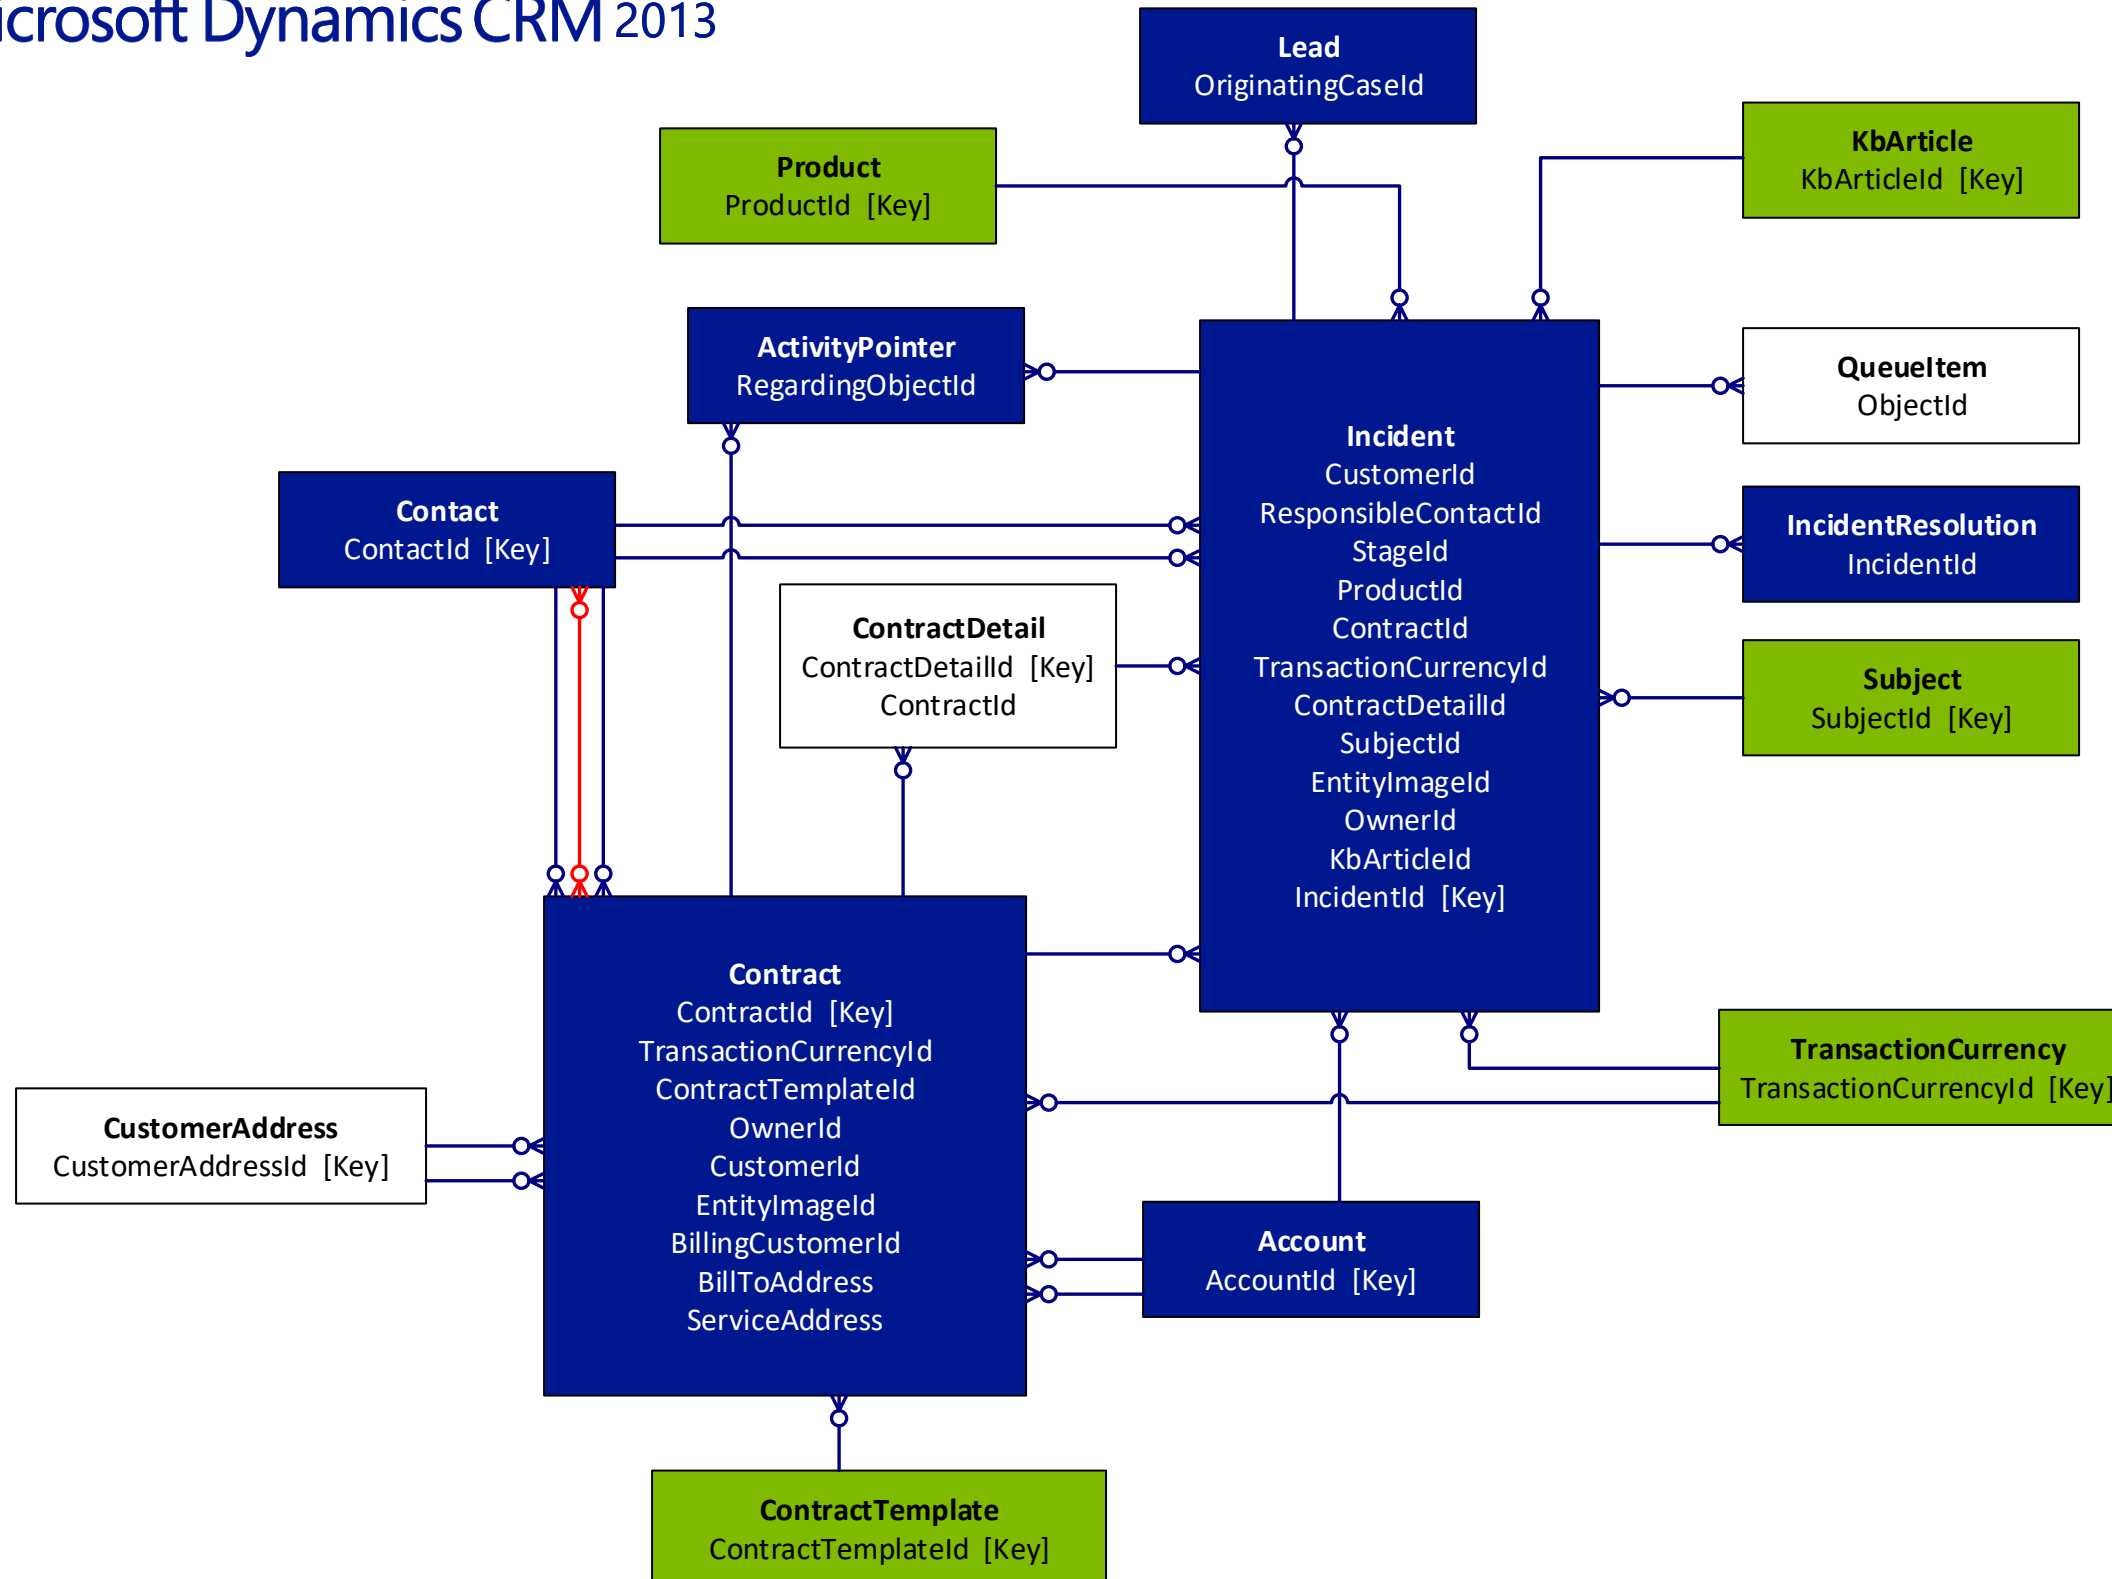 icrosoft Dynamics CRM 2013
Lead
OriginatingCaseId
Product
ProductId [Key]
KbArticle
KbArticleId [Key]
ActivityPointer
RegardingObjectId
QueueItem
ObjectId
Contact
ContactId [Key]
Incident
CustomerId
ResponsibleContactId
StageId
ProductId
ContractId
TransactionCurrencyId
ContractDetailId
SubjectId
EntityImageId
OwnerId
KbArticleId
IncidentId [Key]
IncidentResolution
IncidentId
ContractDetail
ContractDetailId [Key]
ContractId
Subject
SubjectId [Key]
Contract
ContractId [Key]
TransactionCurrencyId
ContractTemplateId
OwnerId
CustomerId
EntityImageId
BillingCustomerId
BillToAddress
ServiceAddress
TransactionCurrency
TransactionCurrencyId [Key]
CustomerAddress
CustomerAddressId [Key]
Account
AccountId [Key]
ContractTemplate
ContractTemplateId [Key]